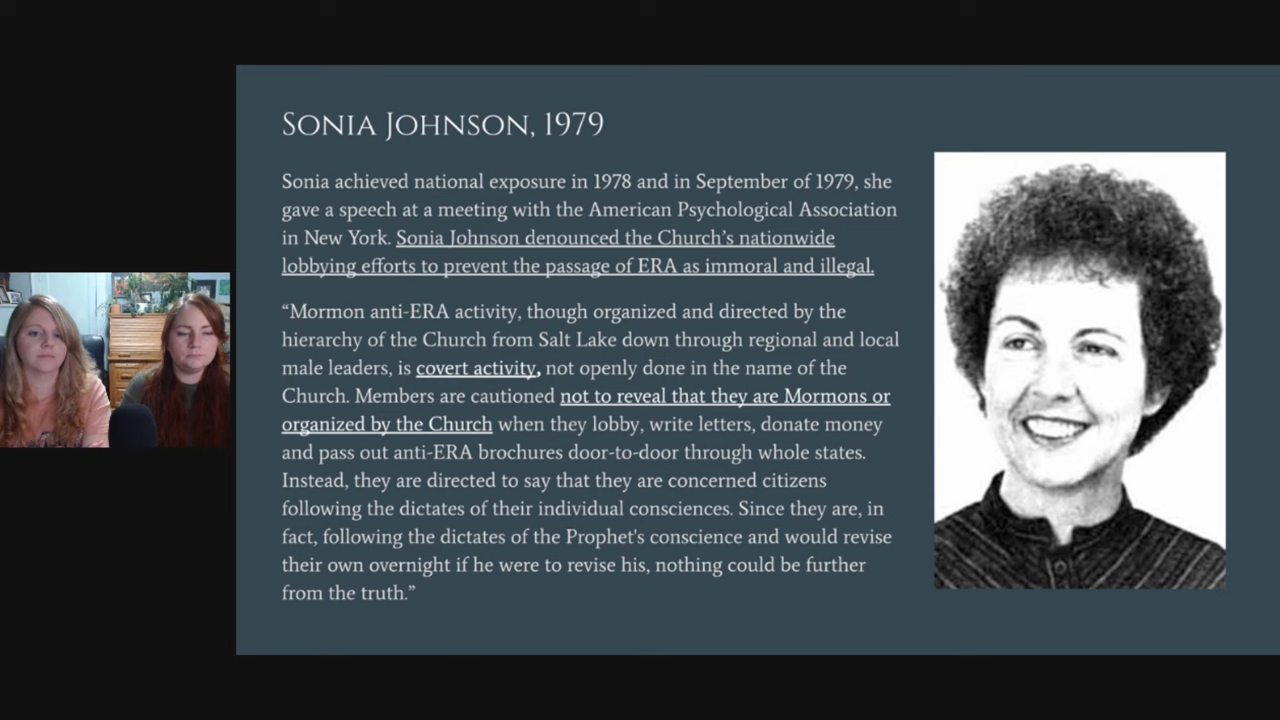 Sonia Johnson, 1979
Sonia achieved national exposure in 1978 and in September of 1979, she
gave a speech at a meeting with the American Psychological Association
in New York. Sonia Johnson denounced the Church’s nationwide
lobbying efforts to prevent the passage of ERA as immoral and illegal.
“Mormon anti-ERA activity, though organized and directed by the
hierarchy of the Church from Salt Lake down through regional and local
male leaders, is covert activity, not openly done in the name of the
Church. Members are cautioned not to reveal that they are Mormons or
organized by the Church when they lobby, write letters, donate money
and pass out anti-ERA brochures door-to-door through whole states.
Instead, they are directed to say that they are concerned citizens
following the dictates of their individual consciences. Since they are, in
fact, following the dictates of the Prophet's conscience and would revise
their own overnight if he were to revise his, nothing could be further
from the truth.”